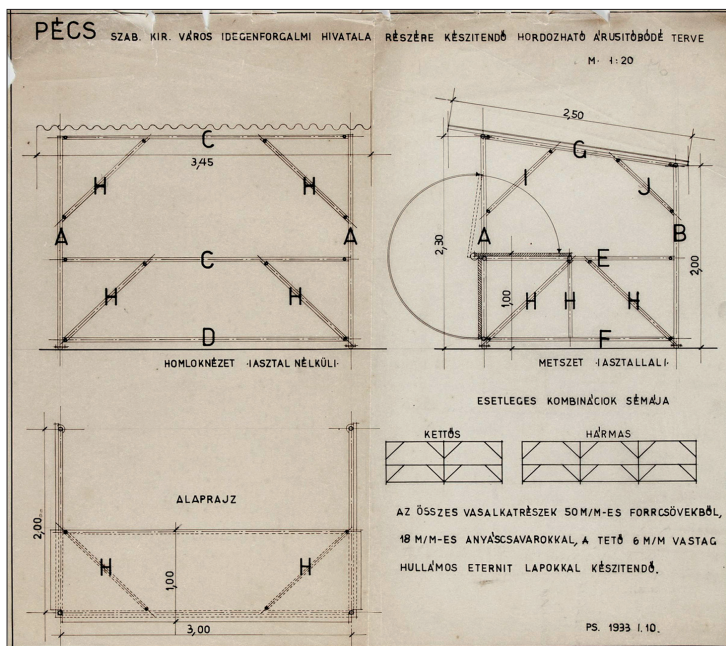 PÉCS SZAB. KIR. VÁROS IDEGENFORGALMI HIVATALA RÉSZÉRE KÉSZITENDŐ HORDOZHATÓ ÁRUSITÓBÓDÉ TERVE
M. 1:20
C
3,45
H
H
A
A
C
H
H
D
HOMLOKNÉZET ·|ASZTAL NÉLKÜL|·
2,50
G
I
J
A
B
2,30
E
2,00
1,00
H
H
H
F
METSZET ·|ASZTALLAL|·
ESETLEGES KOMBINÁCIOK SÉMÁJA
KETTŐS
HÁRMAS
ALAPRAJZ
2,00
H
H
1,00
3,00
AZ ÖSSZES VASALKATRÉSZEK 50 M/M-ES FORRCSÖVEKBŐL,
18 M/M-ES ANYÁSCSAVAROKKAL, A TETŐ 6 M/M VASTAG
HULLÁMOS ETERNIT LAPOKKAL KÉSZITENDŐ.
PS. 1933 I. 10.